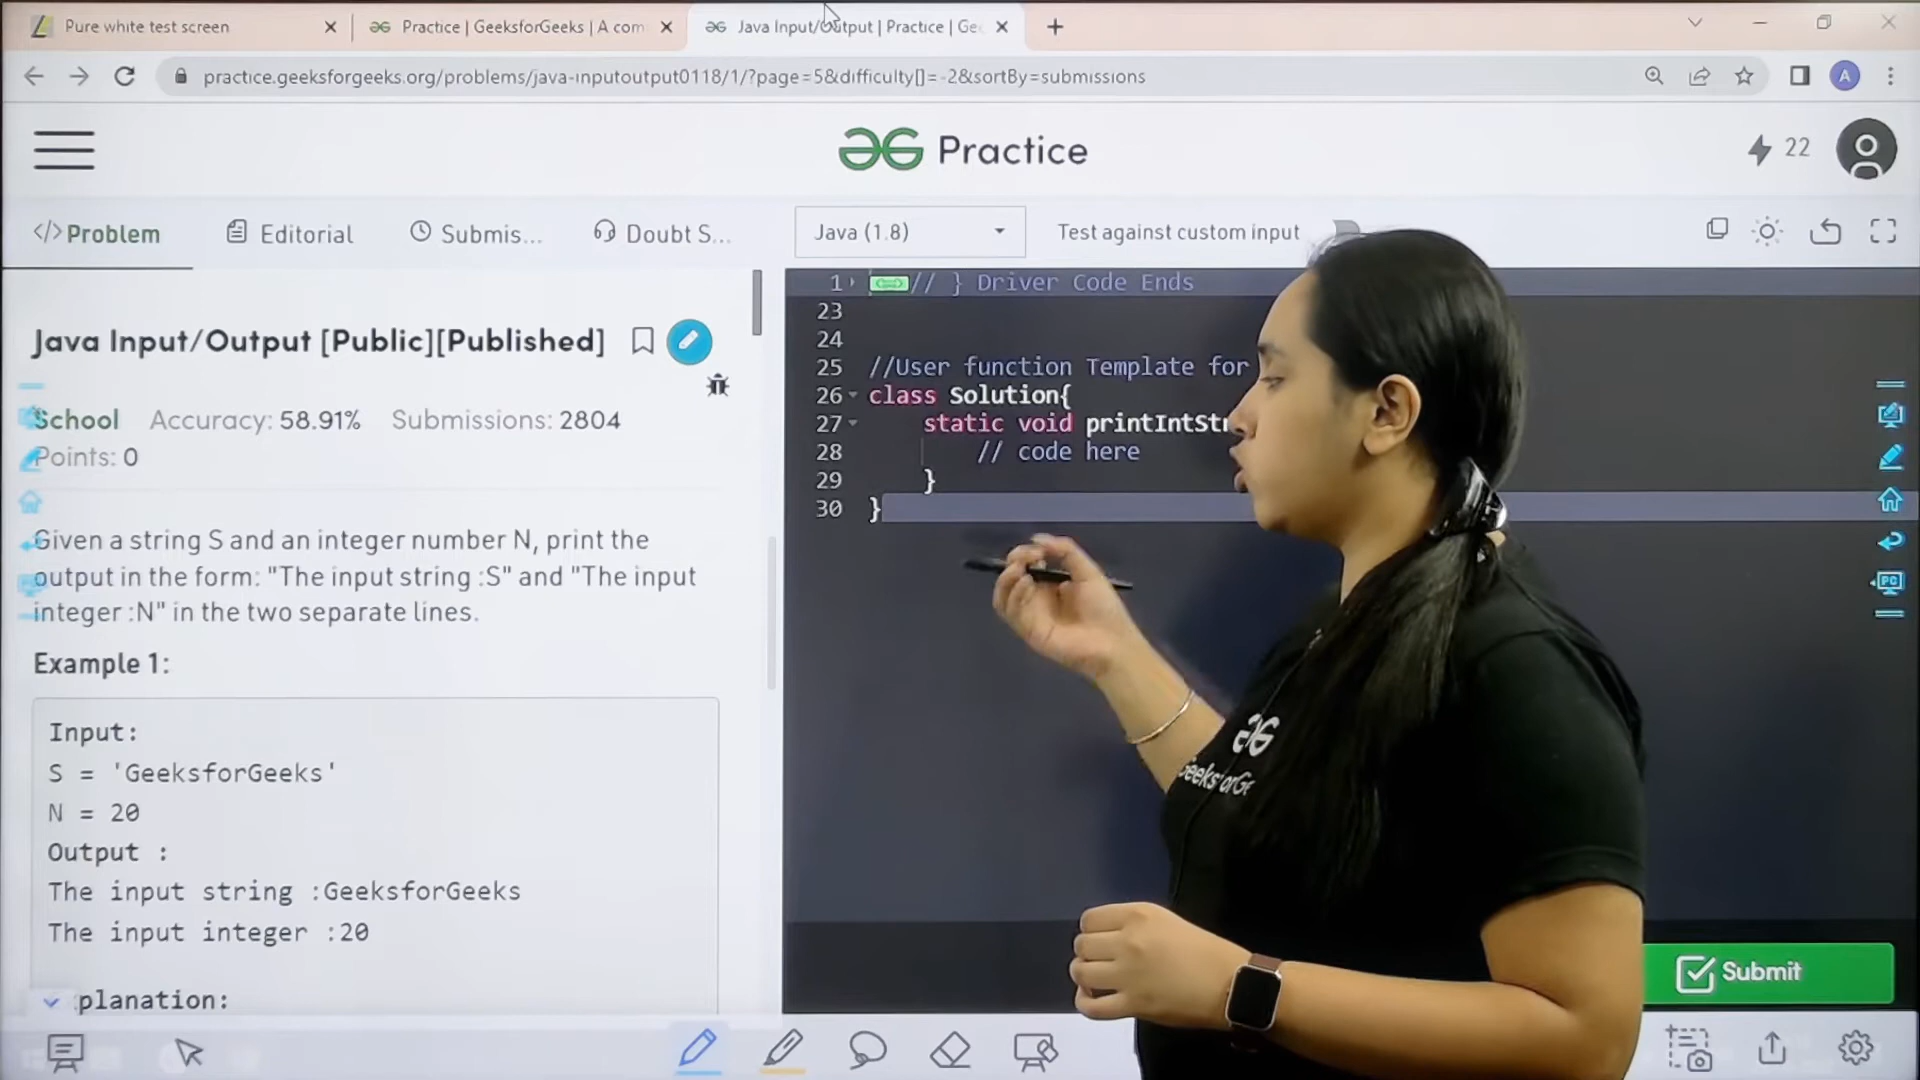 Pure white test screen
Practice | GeeksforGeeks | A com
Java Input/Output | Practice | Gee
practice.geeksforgeeks.org/problems/java-inputoutput0118/1/?page=5&difficulty[]=-2&sortBy=submissions
A
Practice
22
</> Problem
Editorial
Submis...
Doubt S...
Java (1.8)
Test against custom input
Java Input/Output [Public][Published]
School Accuracy: 58.91% Submissions: 2804
Points: 0
Given a string S and an integer number N, print the
output in the form: "The input string :S" and "The input
integer :N" in the two separate lines.
Example 1:
Input:
S = 'GeeksforGeeks'
N = 20
Output :
The input string :GeeksforGeeks
The input integer :20
planation:
1 // } Driver Code Ends
23
24
25 //User function Template for
26 class Solution{
27 static void printIntStr
28 // code here
29 }
30 }
PC
Submit